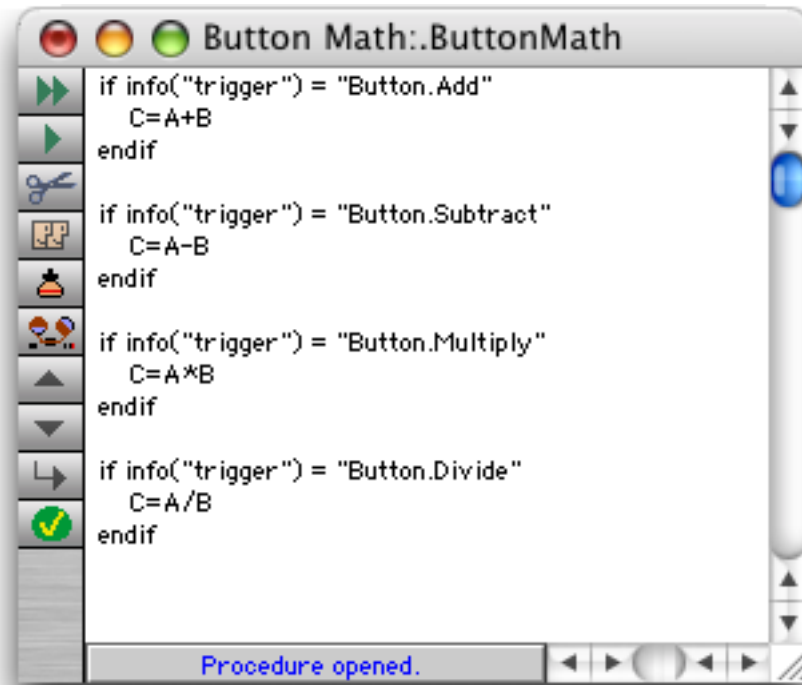 Button Math:.ButtonMath
if info("trigger") = "Button.Add"
C=A+B
endif
if info("trigger") = "Button.Subtract"
C=A-B
endif
if info("trigger") = "Button.Multiply"
C=A*B
endif
if info("trigger") = "Button.Divide"
C=A/B
endif
Procedure opened.